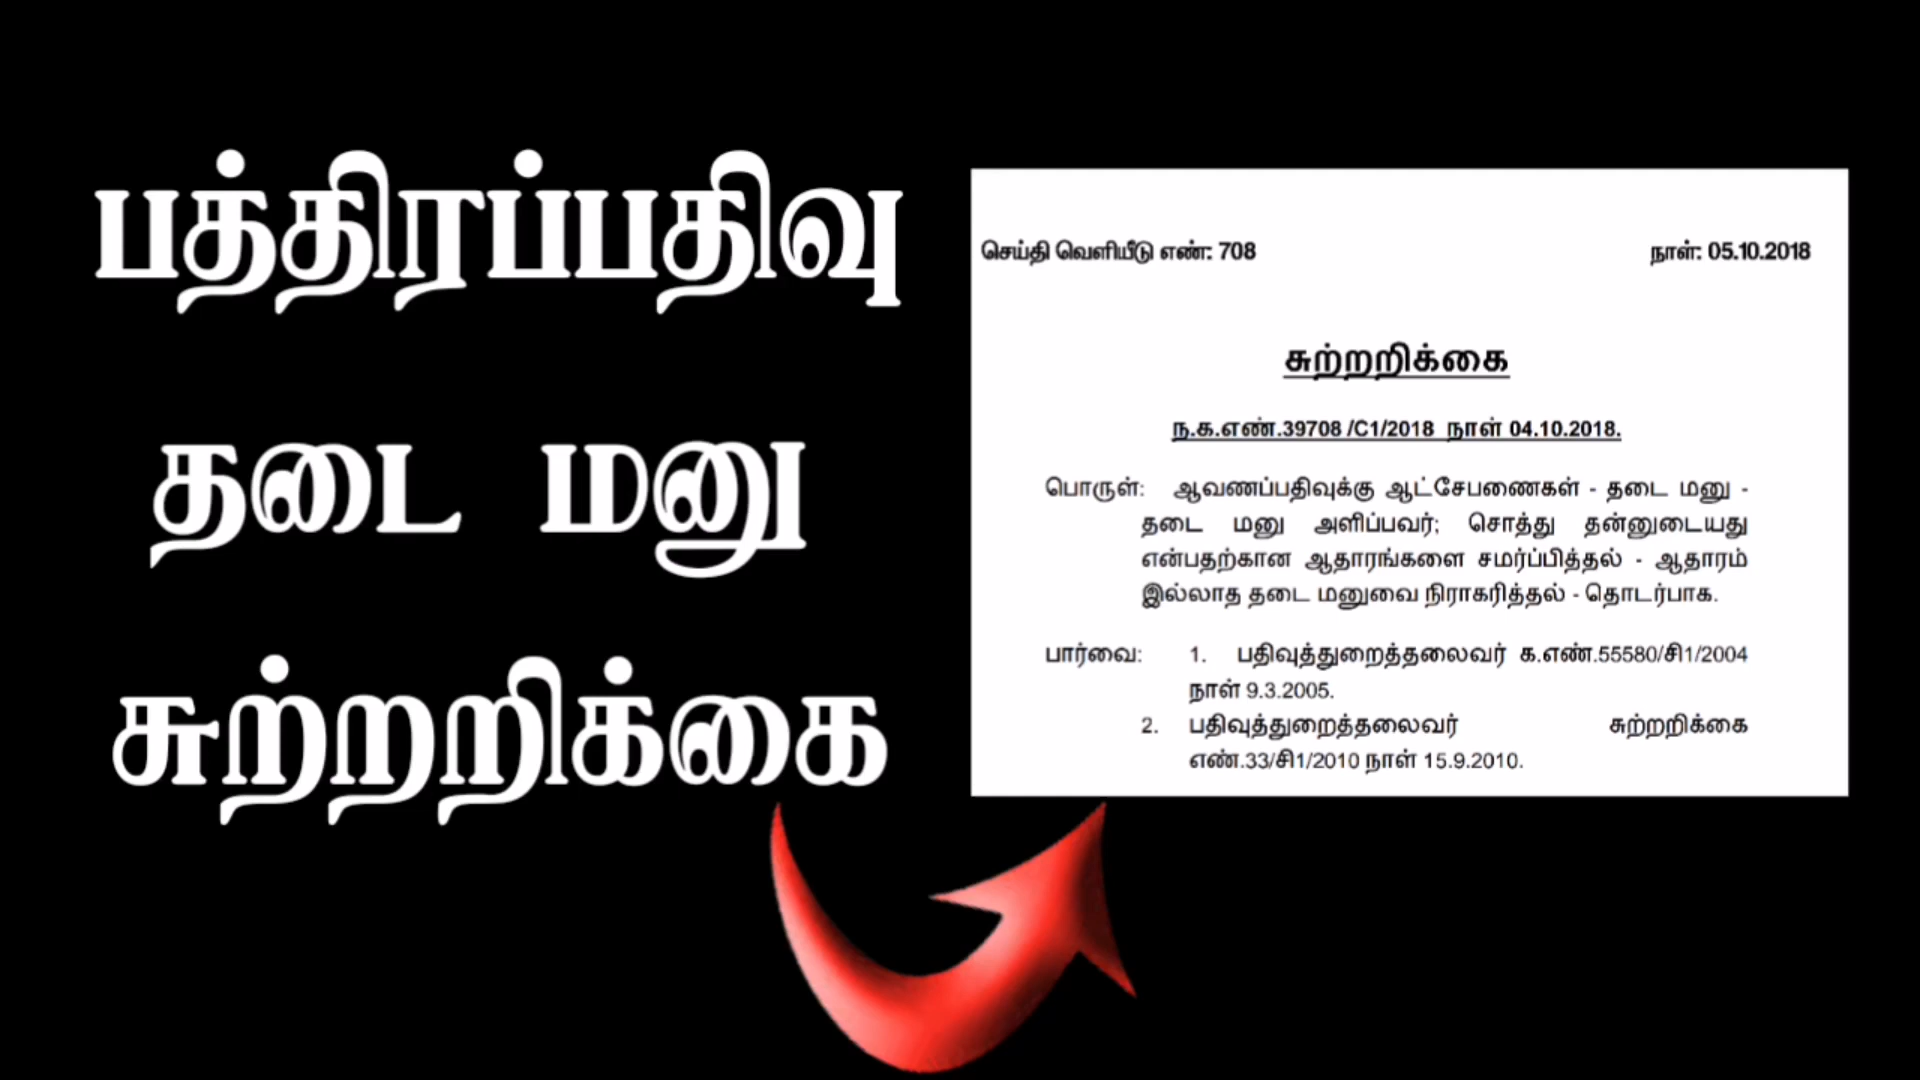 பத்திரப்பதிவு
தடை மனு
சுற்றறிக்கை
செய்தி வெளியீடு எண்: 708 நாள்: 05.10.2018
சுற்றறிக்கை
ந.க.எண்.39708 /C1/2018 நாள் 04.10.2018.
பொருள்: ஆவணப்பதிவுக்கு ஆட்சேபணைகள் - தடை மனு -
தடை மனு அளிப்பவர்; சொத்து தன்னுடையது
என்பதற்கான ஆதாரங்களை சமர்ப்பித்தல் - ஆதாரம்
இல்லாத தடை மனுவை நிராகரித்தல் - தொடர்பாக.
பார்வை: 1. பதிவுத்துறைத்தலைவர் க.எண்.55580/சி1/2004
நாள் 9.3.2005.
2. பதிவுத்துறைத்தலைவர் சுற்றறிக்கை
எண்.33/சி1/2010 நாள் 15.9.2010.